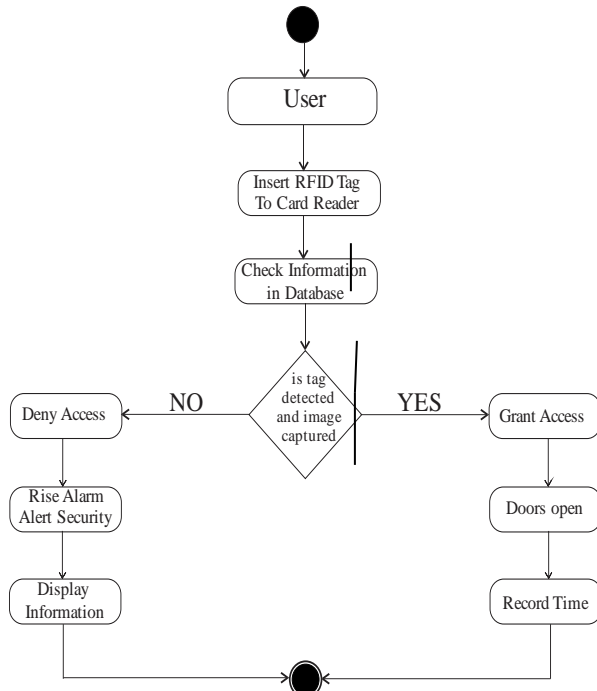 User
Insert RFID Tag
To Card Reader
Check Information
in Database
is tag
detected
and image
captured
NO
YES
Deny Access
Grant Access
Rise Alarm
Alert Security
Doors open
Display
Information
Record Time